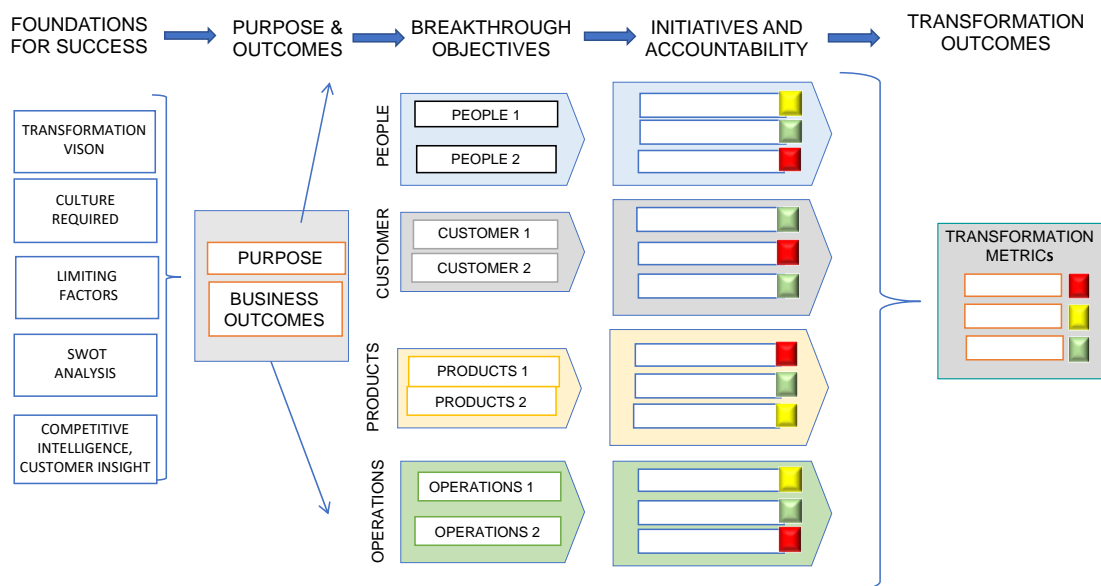 FOUNDATIONS
FOR SUCCESS
PURPOSE &
OUTCOMES
BREAKTHROUGH
OBJECTIVES
INITIATIVES AND
ACCOUNTABILITY
TRANSFORMATION
OUTCOMES
TRANSFORMATION
VISON
CULTURE
REQUIRED
LIMITING
FACTORS
SWOT
ANALYSIS
COMPETITIVE
INTELLIGENCE,
CUSTOMER INSIGHT
PURPOSE
BUSINESS
OUTCOMES
PEOPLE
PEOPLE 1
PEOPLE 2
CUSTOMER
CUSTOMER 1
CUSTOMER 2
PRODUCTS
PRODUCTS 1
PRODUCTS 2
OPERATIONS
OPERATIONS 1
OPERATIONS 2
TRANSFORMATION
METRICs